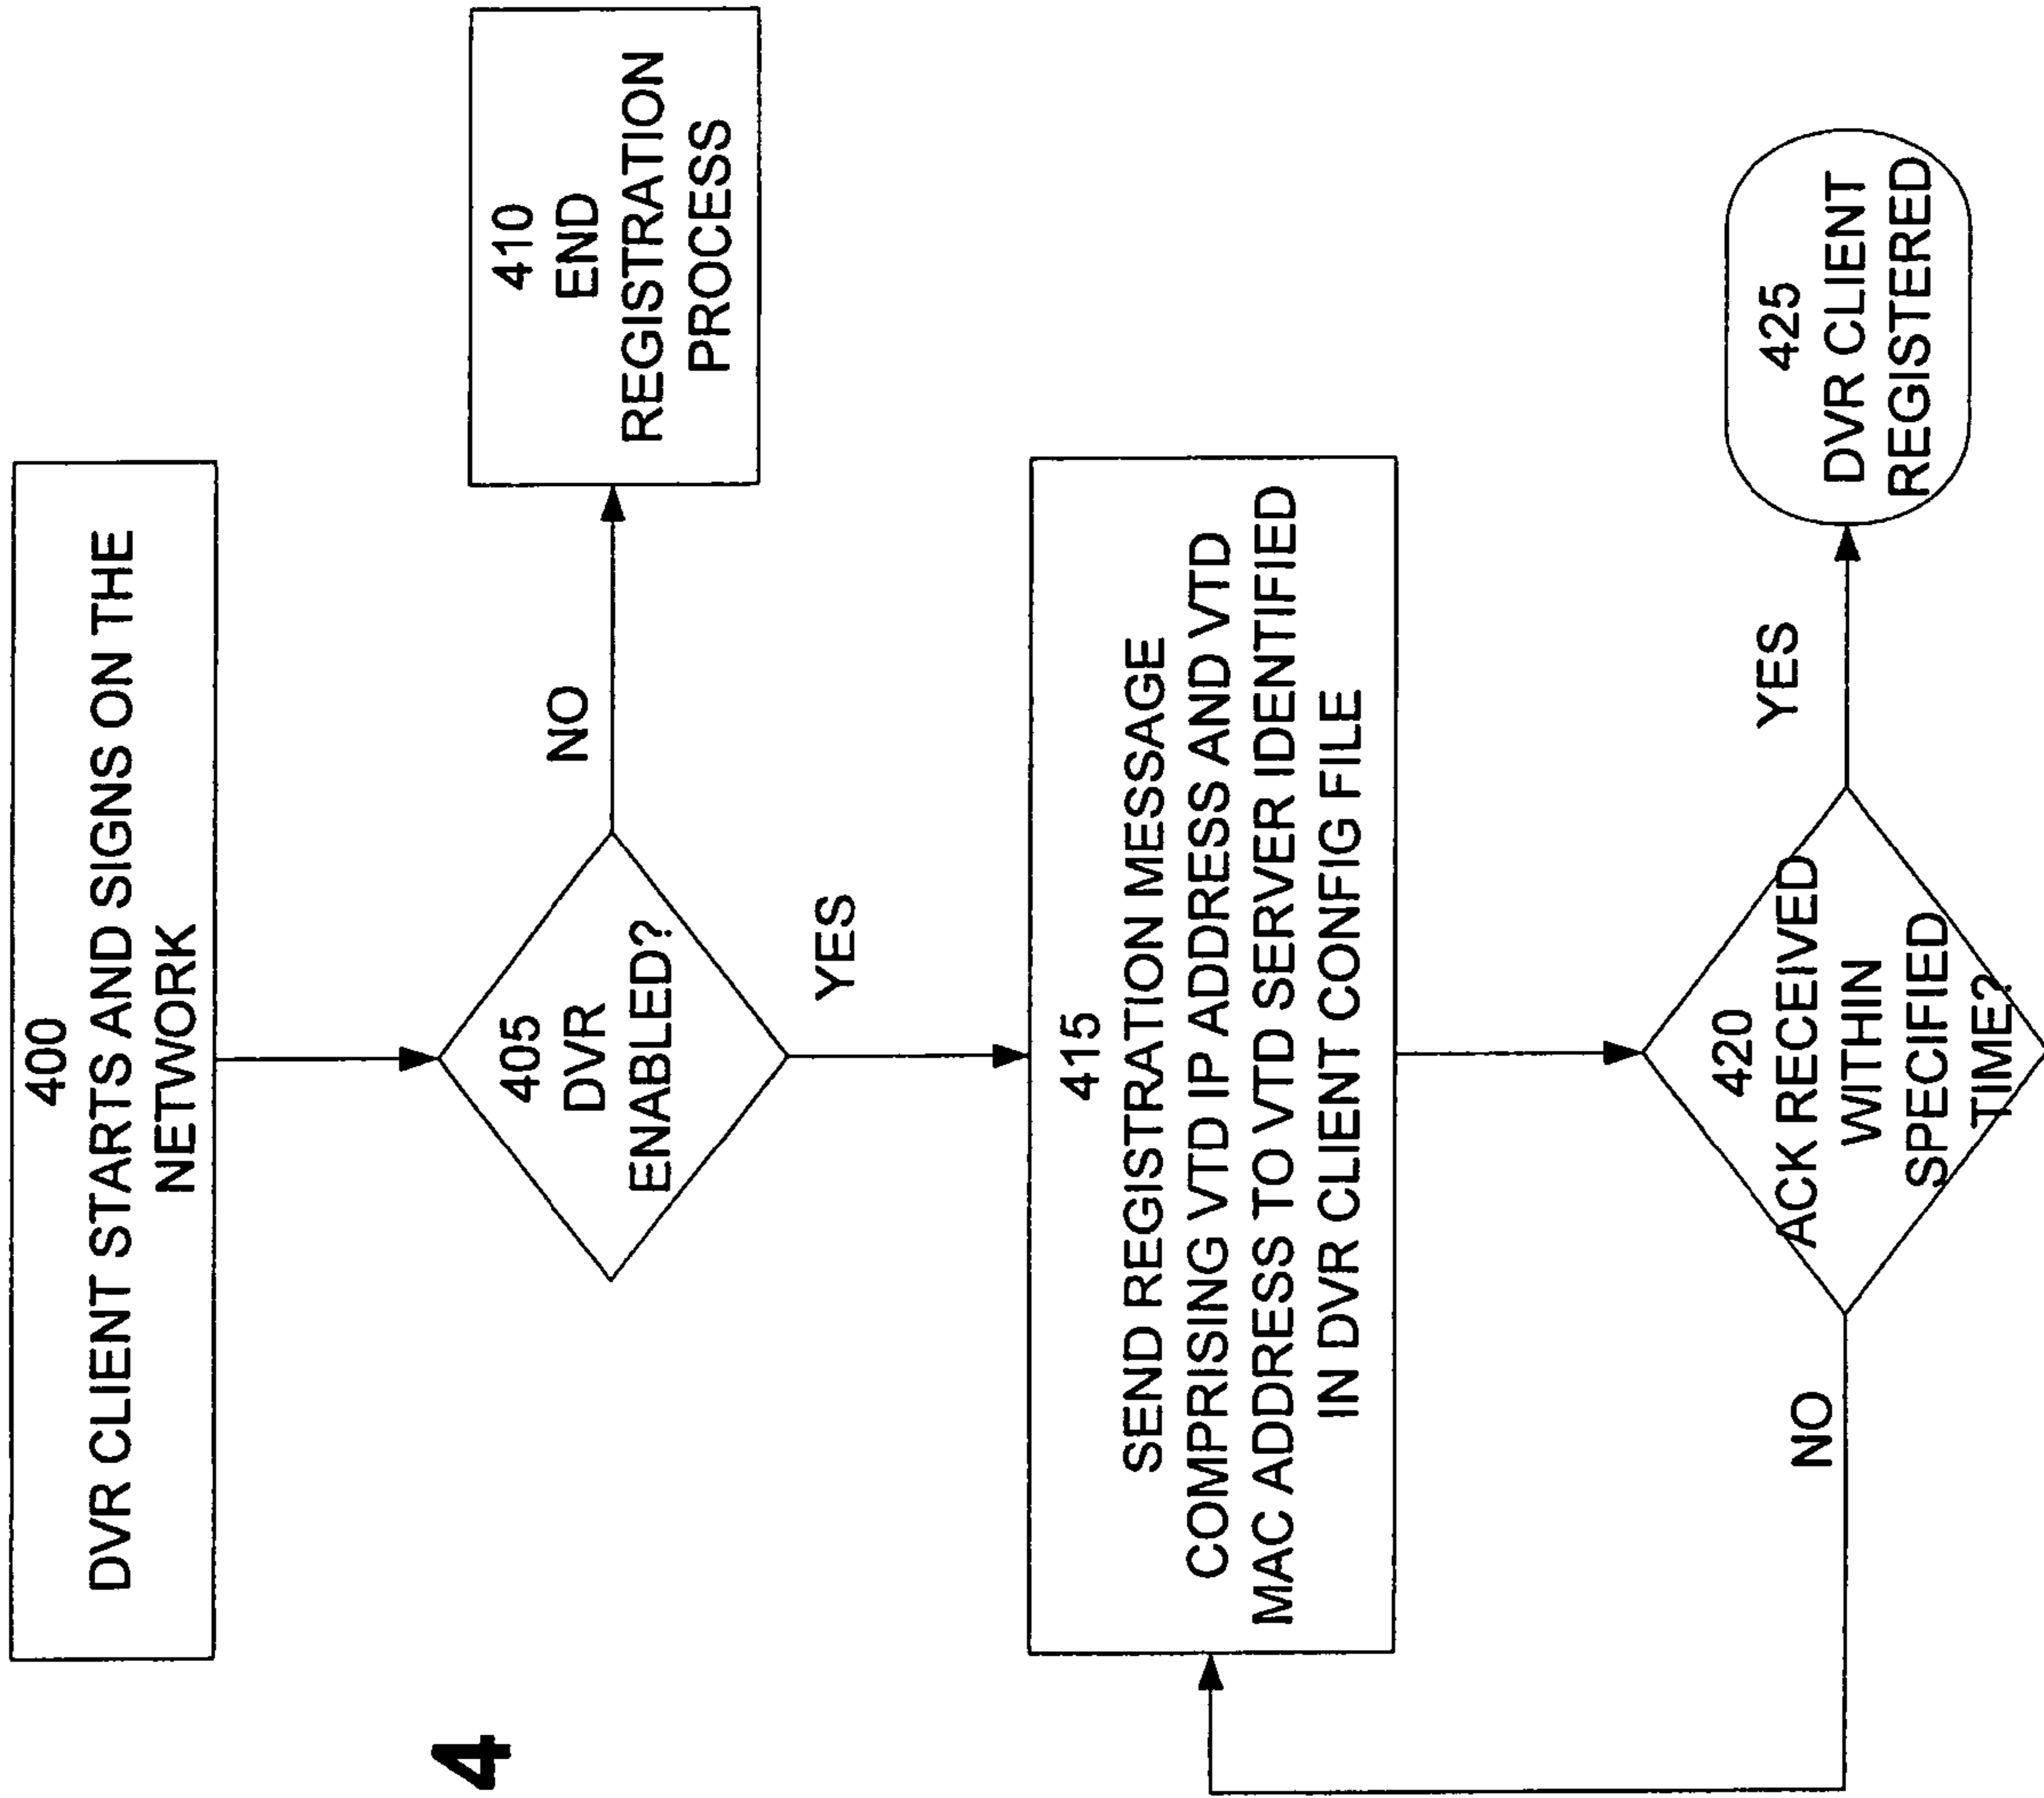 400
DVR CLIENT STARTS AND SIGNS ON THE
NETWORK
405
DVR
ENABLED?
NO
410
END
REGISTRATION
PROCESS
YES
415
SEND REGISTRATION MESSAGE
COMPRISING VTD IP ADDRESS AND VTD
MAC ADDRESS TO VTD SERVER IDENTIFIED
IN DVR CLIENT CONFIG FILE
420
ACK RECEIVED
WITHIN
SPECIFIED
TIME?
NO
YES
425
DVR CLIENT
REGISTERED
4